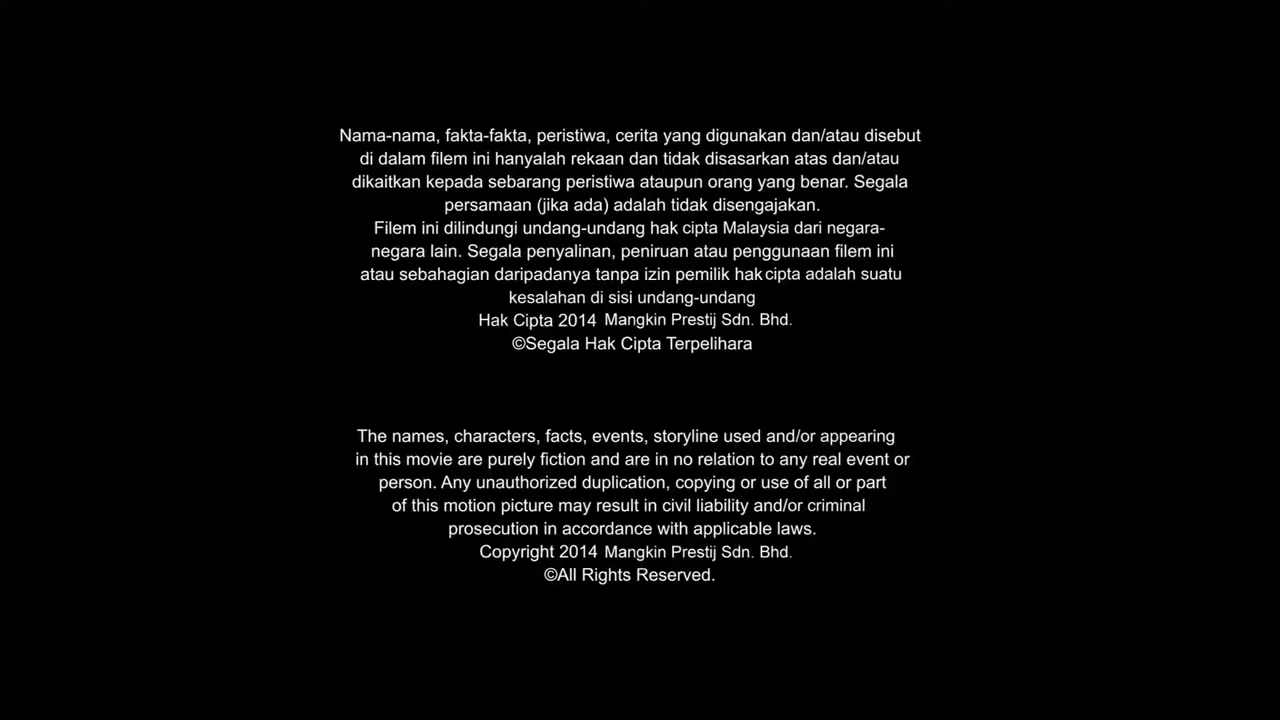 Nama-nama, fakta-fakta, peristiwa, cerita yang digunakan dan/atau disebut
di dalam filem ini hanyalah rekaan dan tidak disasarkan atas dan/atau
dikaitkan kepada sebarang peristiwa ataupun orang yang benar. Segala
persamaan (jika ada) adalah tidak disengajakan.
Filem ini dilindungi undang-undang hak cipta Malaysia dari negara-
negara lain. Segala penyalinan, peniruan atau penggunaan filem ini
atau sebahagian daripadanya tanpa izin pemilik hak cipta adalah suatu
kesalahan di sisi undang-undang
Hak Cipta 2014 Mangkin Prestij Sdn. Bhd.
©Segala Hak Cipta Terpelihara
The names, characters, facts, events, storyline used and/or appearing
in this movie are purely fiction and are in no relation to any real event or
person. Any unauthorized duplication, copying or use of all or part
of this motion picture may result in civil liability and/or criminal
prosecution in accordance with applicable laws.
Copyright 2014 Mangkin Prestij Sdn. Bhd.
©All Rights Reserved.